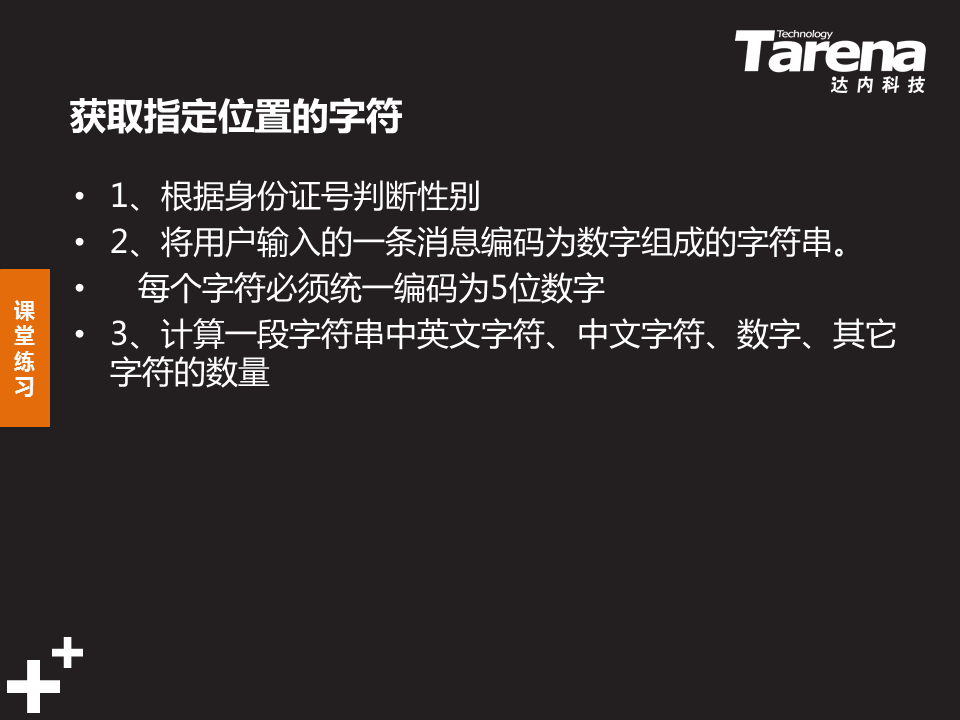 Technology
Tarena
达内科技
获取指定位置的字符
• 1、根据身份证号判断性别
• 2、将用户输入的一条消息编码为数字组成的字符串。
• 每个字符必须统一编码为5位数字
• 3、计算一段字符串中英文字符、中文字符、数字、其它
字符的数量
课
堂
练
习